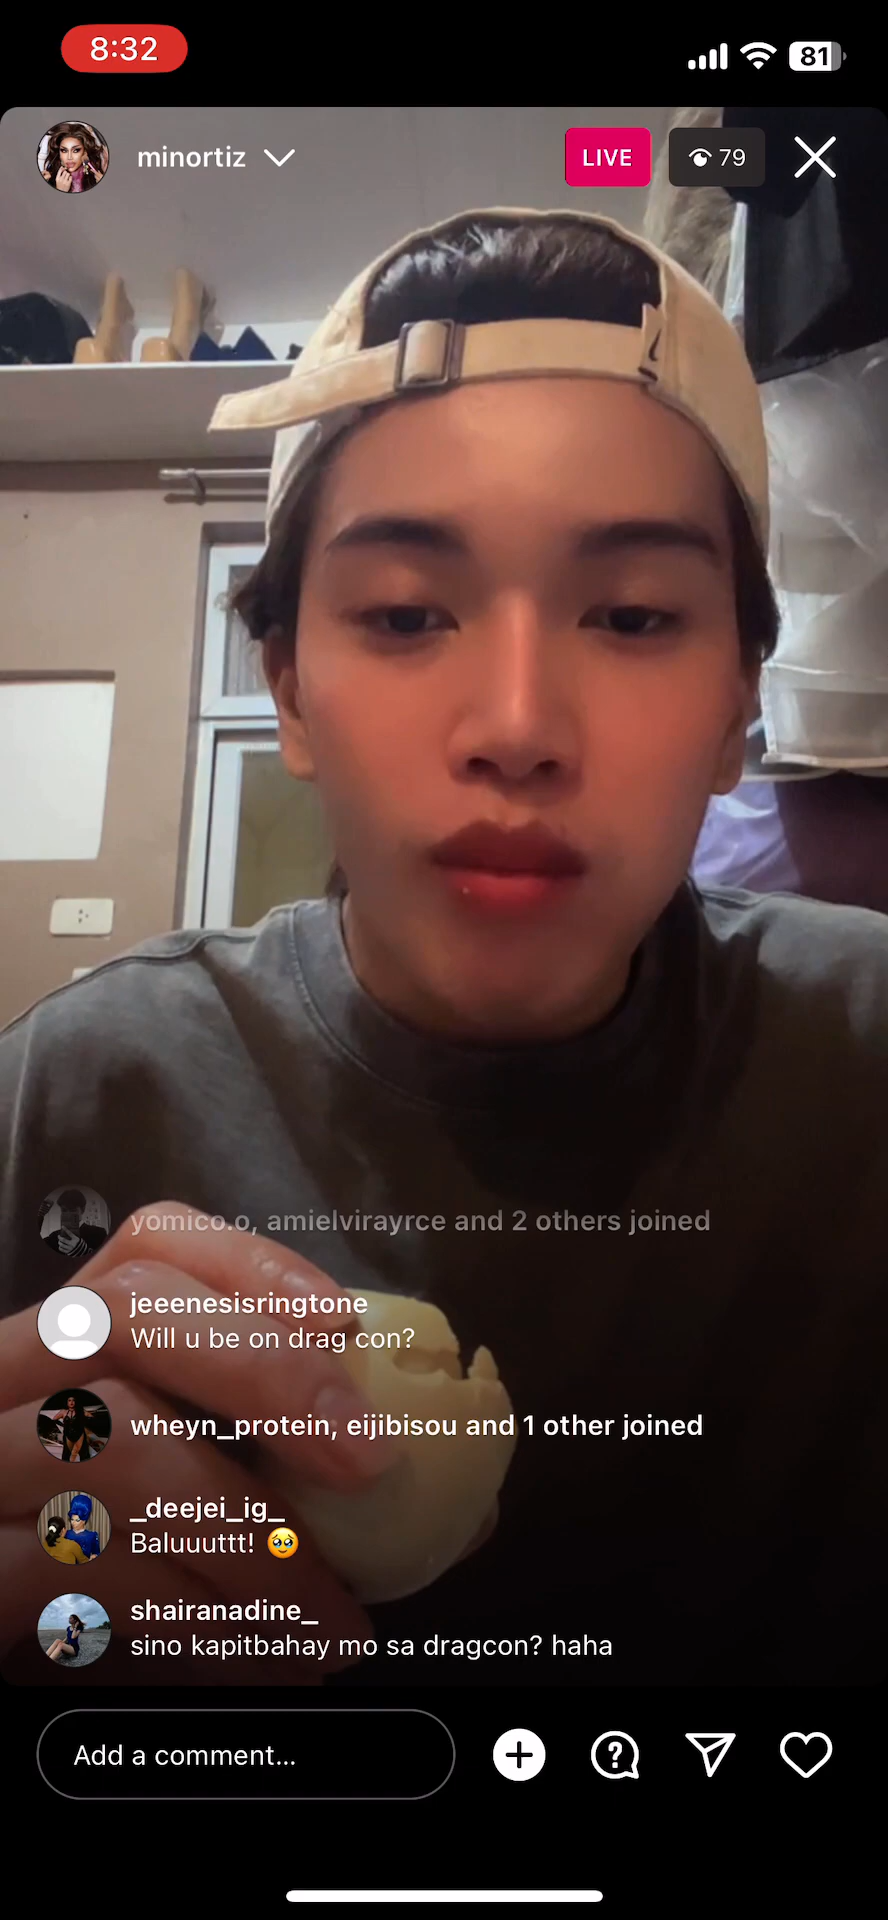 8:32
81
minortiz
LIVE
79
yomico.o, amielvirayrce and 2 others joined
jeeenesisringtone
Will u be on drag con?
wheyn_protein, eijibisou and 1 other joined
_deejei_ig_
Baluuuttt! 🥹
shairanadine_
sino kapitbahay mo sa dragcon? haha
Add a comment...